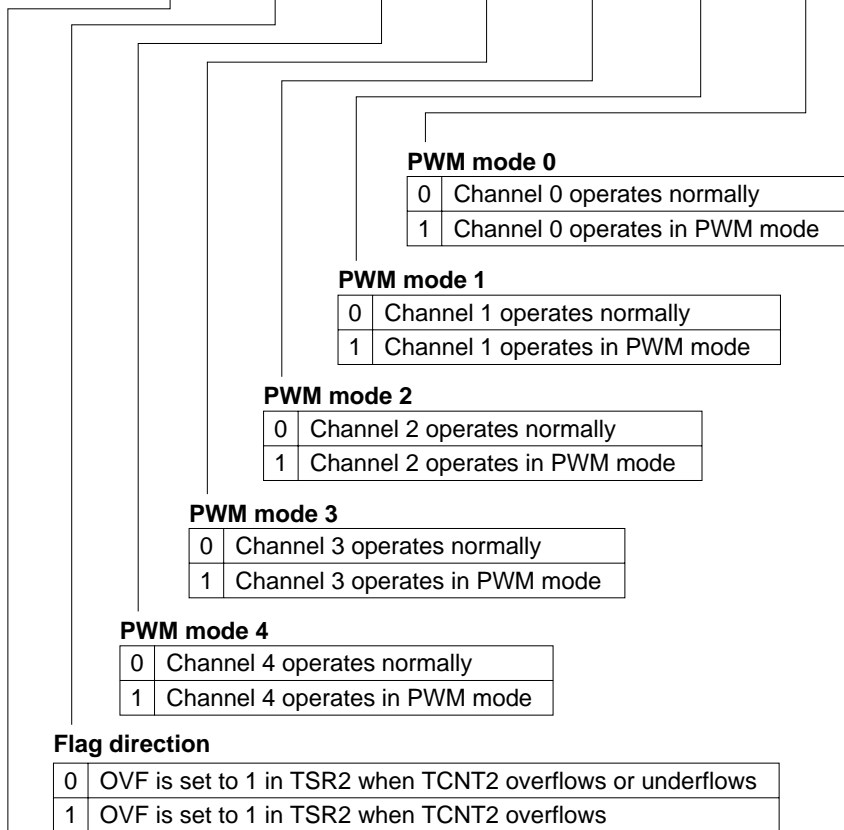 PWM mode 0
0 Channel 0 operates normally
1 Channel 0 operates in PWM mode
PWM mode 1
0 Channel 1 operates normally
1 Channel 1 operates in PWM mode
PWM mode 2
0 Channel 2 operates normally
1 Channel 2 operates in PWM mode
PWM mode 3
0 Channel 3 operates normally
1 Channel 3 operates in PWM mode
PWM mode 4
0 Channel 4 operates normally
1 Channel 4 operates in PWM mode
Flag direction
0 OVF is set to 1 in TSR2 when TCNT2 overflows or underflows
1 OVF is set to 1 in TSR2 when TCNT2 overflows